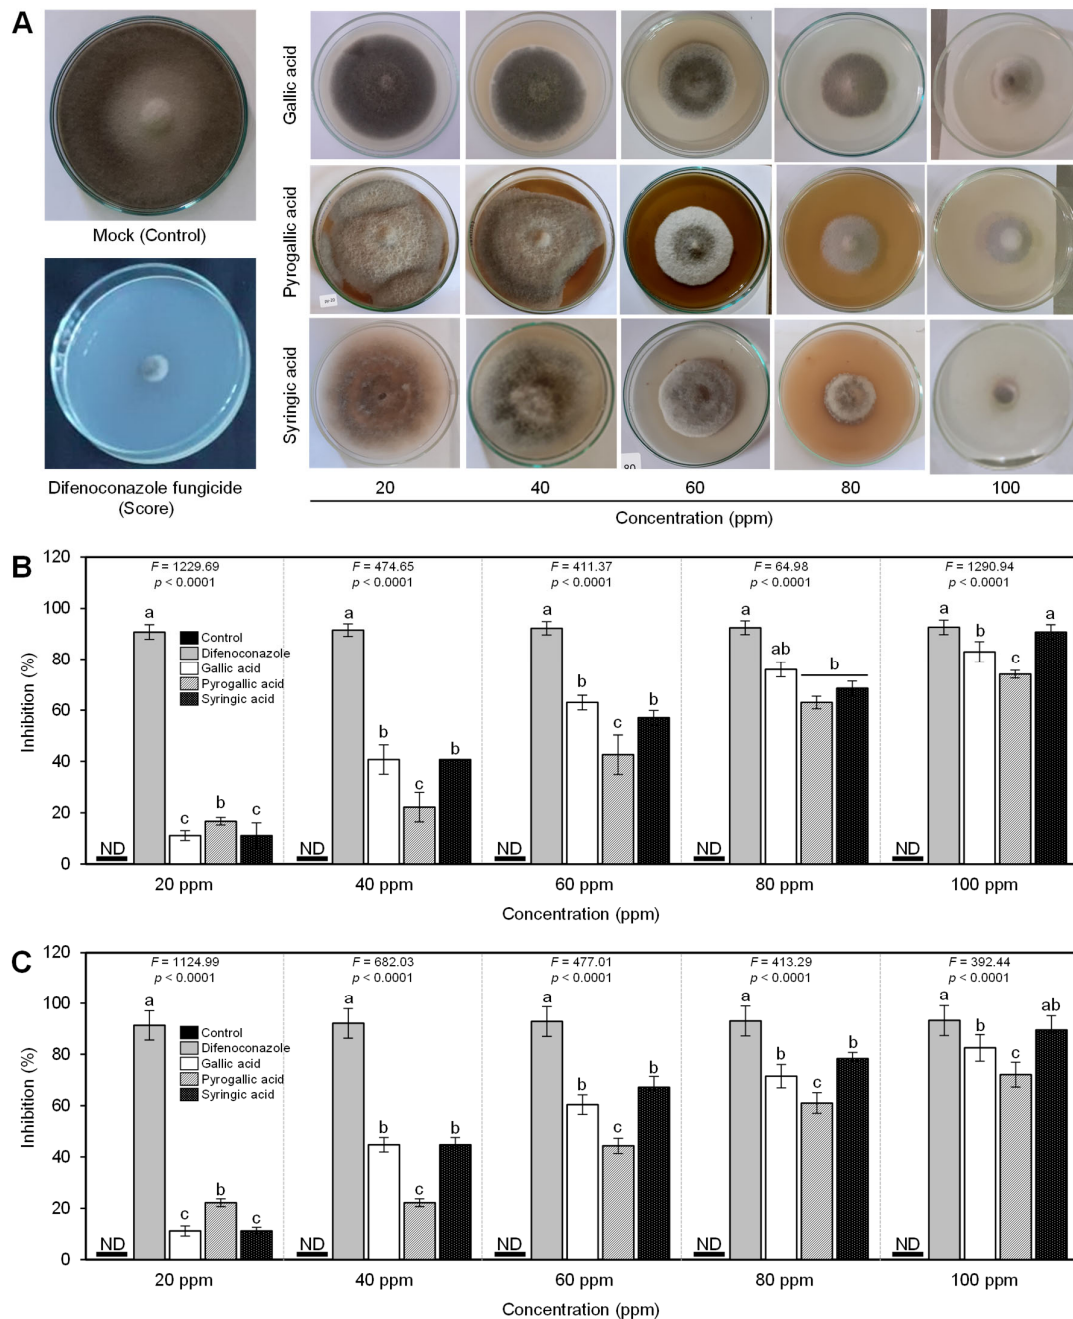 A
Mock (Control)
Difenoconazole fungicide
(Score)
Gallic acid
Pyrogallic acid
Syringic acid
20 40 60 80 100
Concentration (ppm)
B
120
100
80
60
40
20
0
Inhibition (%)
F = 1229.69 F = 474.65 F = 411.37 F = 64.98 F = 1290.94
p < 0.0001 p < 0.0001 p < 0.0001 p < 0.0001 p < 0.0001
Control
Difenoconazole
Gallic acid
Pyrogallic acid
Syringic acid
ND a c b c
ND a b c b
ND a b c b
ND a ab b
ND a b c a
20 ppm 40 ppm 60 ppm 80 ppm 100 ppm
Concentration (ppm)
C
120
100
80
60
40
20
0
Inhibition (%)
F = 1124.99 F = 682.03 F = 477.01 F = 413.29 F = 392.44
p < 0.0001 p < 0.0001 p < 0.0001 p < 0.0001 p < 0.0001
Control
Difenoconazole
Gallic acid
Pyrogallic acid
Syringic acid
ND a c b c
ND a b c b
ND a b c b
ND a b c b
ND a b c ab
20 ppm 40 ppm 60 ppm 80 ppm 100 ppm
Concentration (ppm)